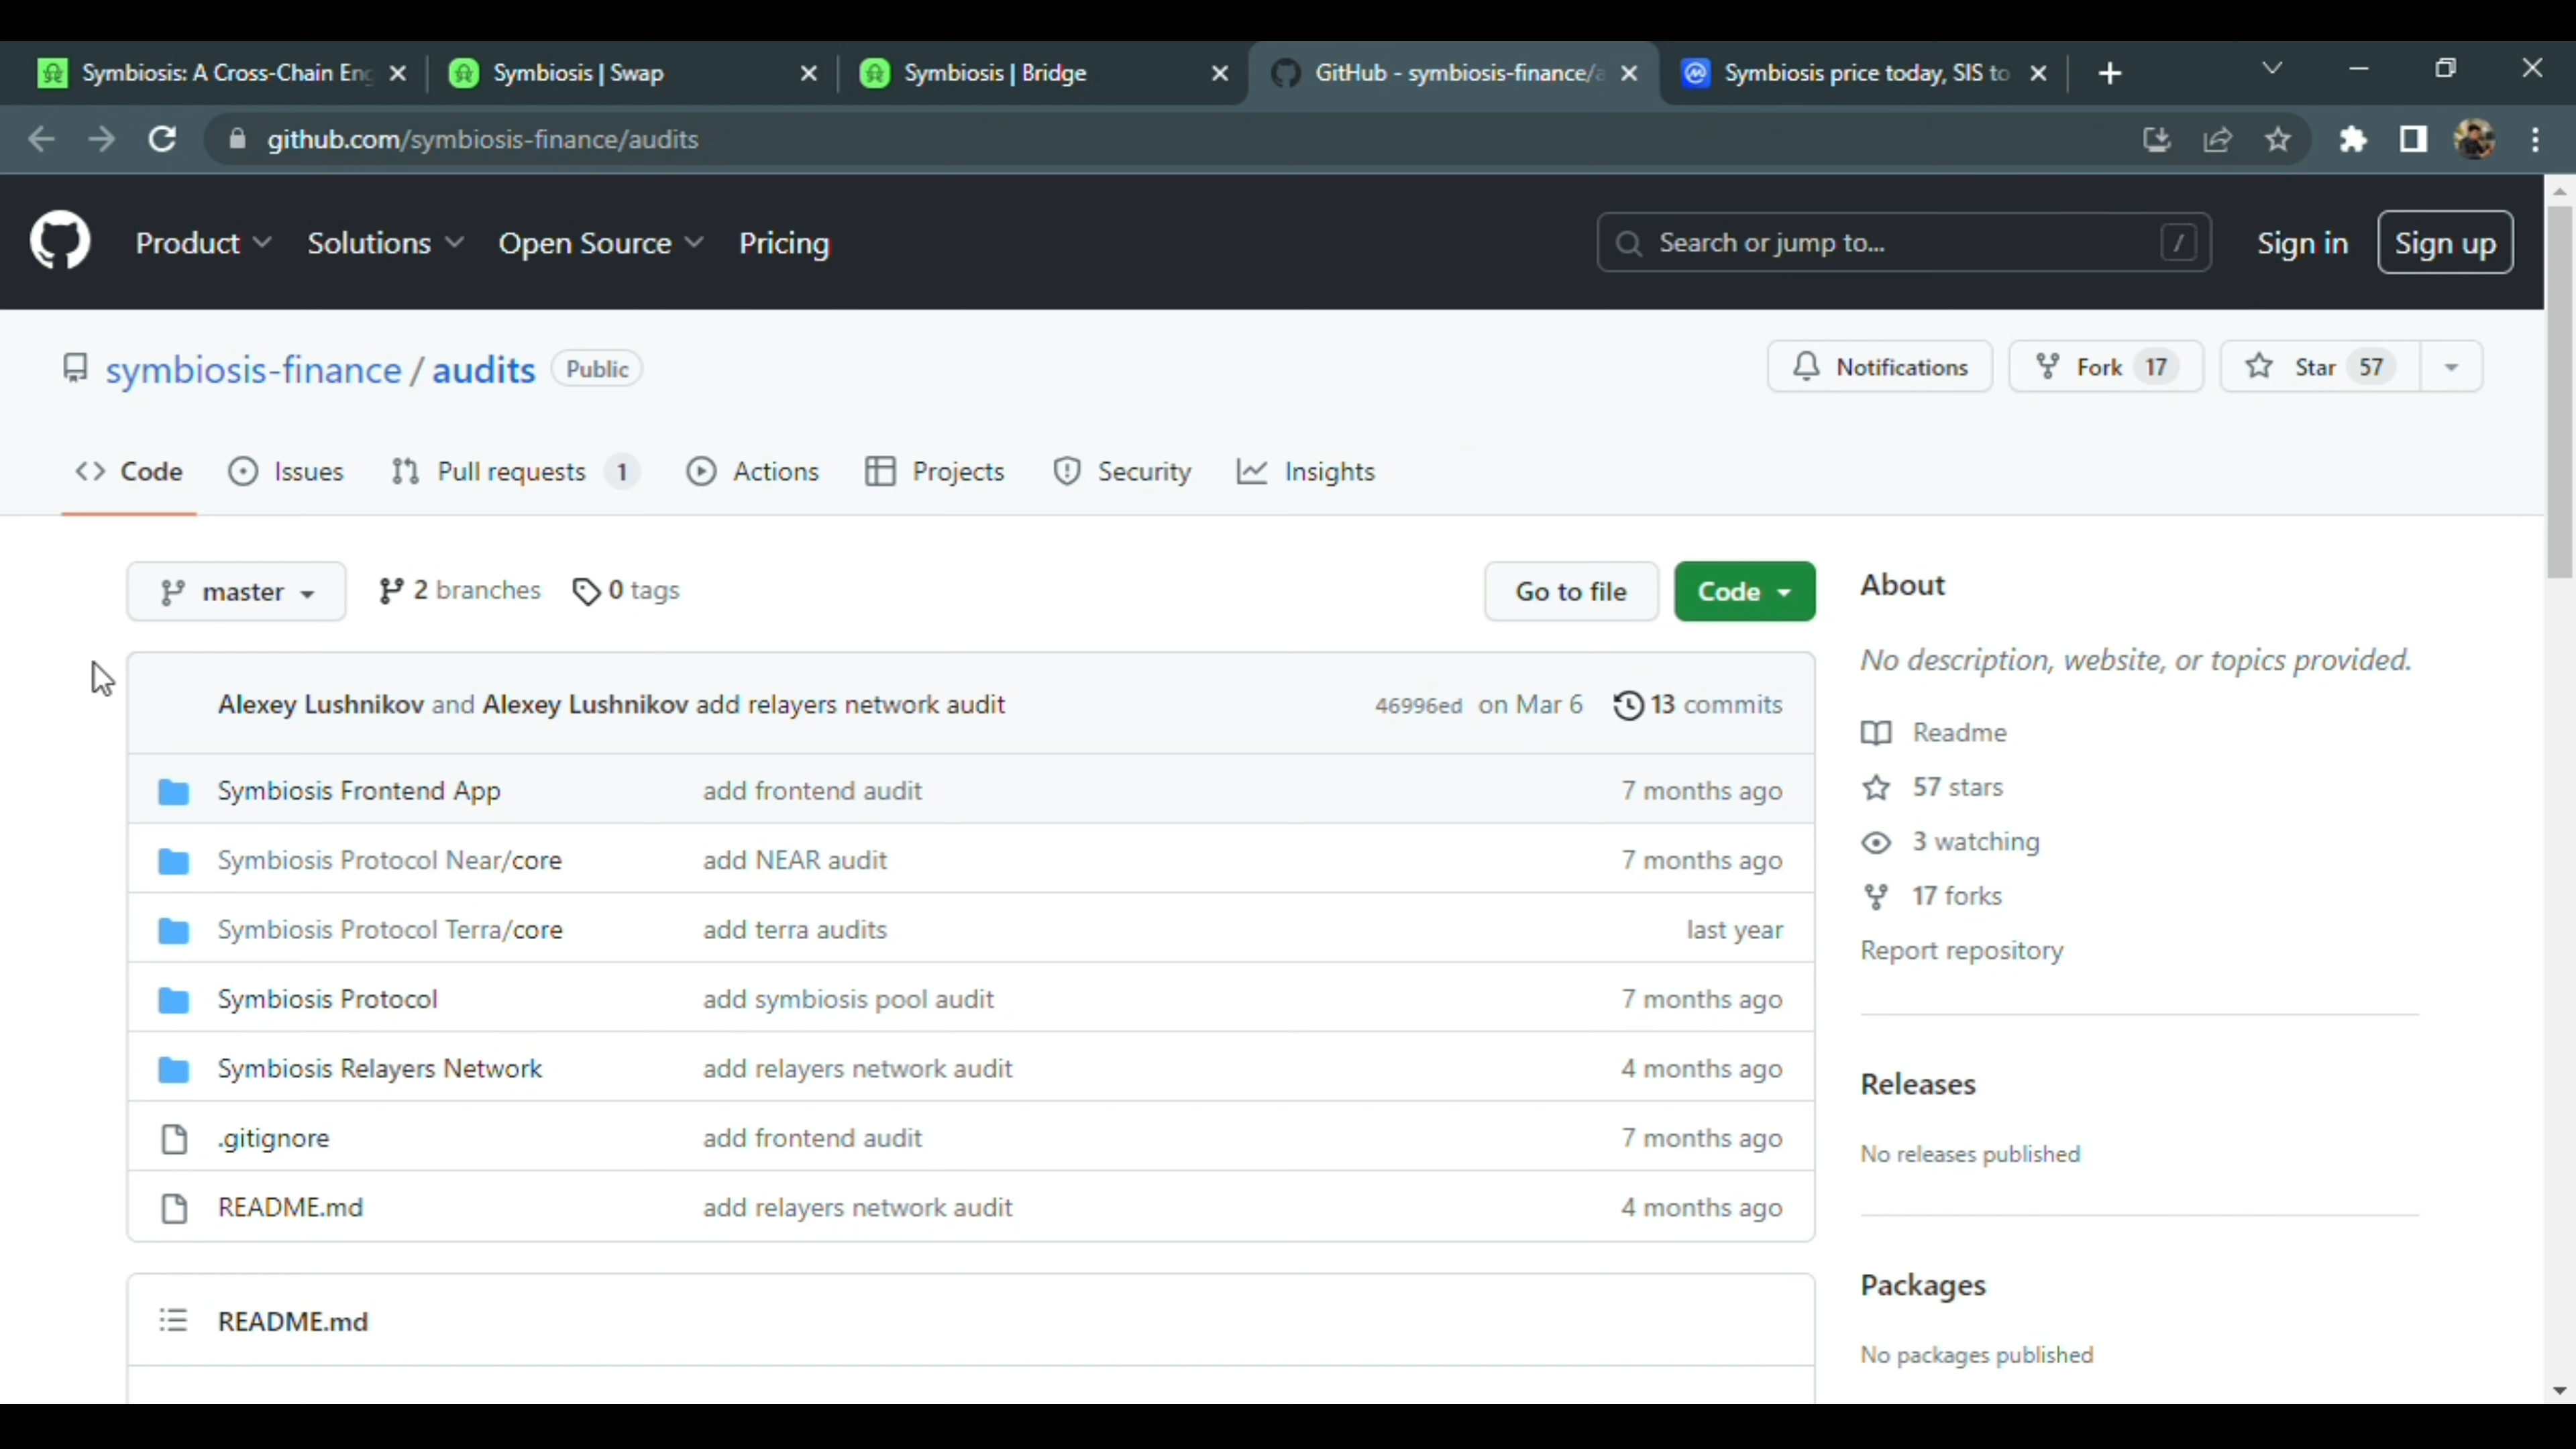 Symbiosis: A Cross-Chain Eng
Symbiosis | Swap
Symbiosis | Bridge
GitHub - symbiosis-finance/a
Symbiosis price today, SIS to
github.com/symbiosis-finance/audits
Product Solutions Open Source Pricing
Search or jump to... /
Sign in Sign up
symbiosis-finance / audits Public
Notifications Fork 17 Star 57
Code Issues Pull requests 1 Actions Projects Security Insights
master 2 branches 0 tags Go to file Code
Alexey Lushnikov and Alexey Lushnikov add relayers network audit 46996ed on Mar 6 13 commits
Symbiosis Frontend App add frontend audit 7 months ago
Symbiosis Protocol Near/core add NEAR audit 7 months ago
Symbiosis Protocol Terra/core add terra audits last year
Symbiosis Protocol add symbiosis pool audit 7 months ago
Symbiosis Relayers Network add relayers network audit 4 months ago
.gitignore add frontend audit 7 months ago
README.md add relayers network audit 4 months ago
README.md
About
No description, website, or topics provided.
Readme
57 stars
3 watching
17 forks
Report repository
Releases
No releases published
Packages
No packages published